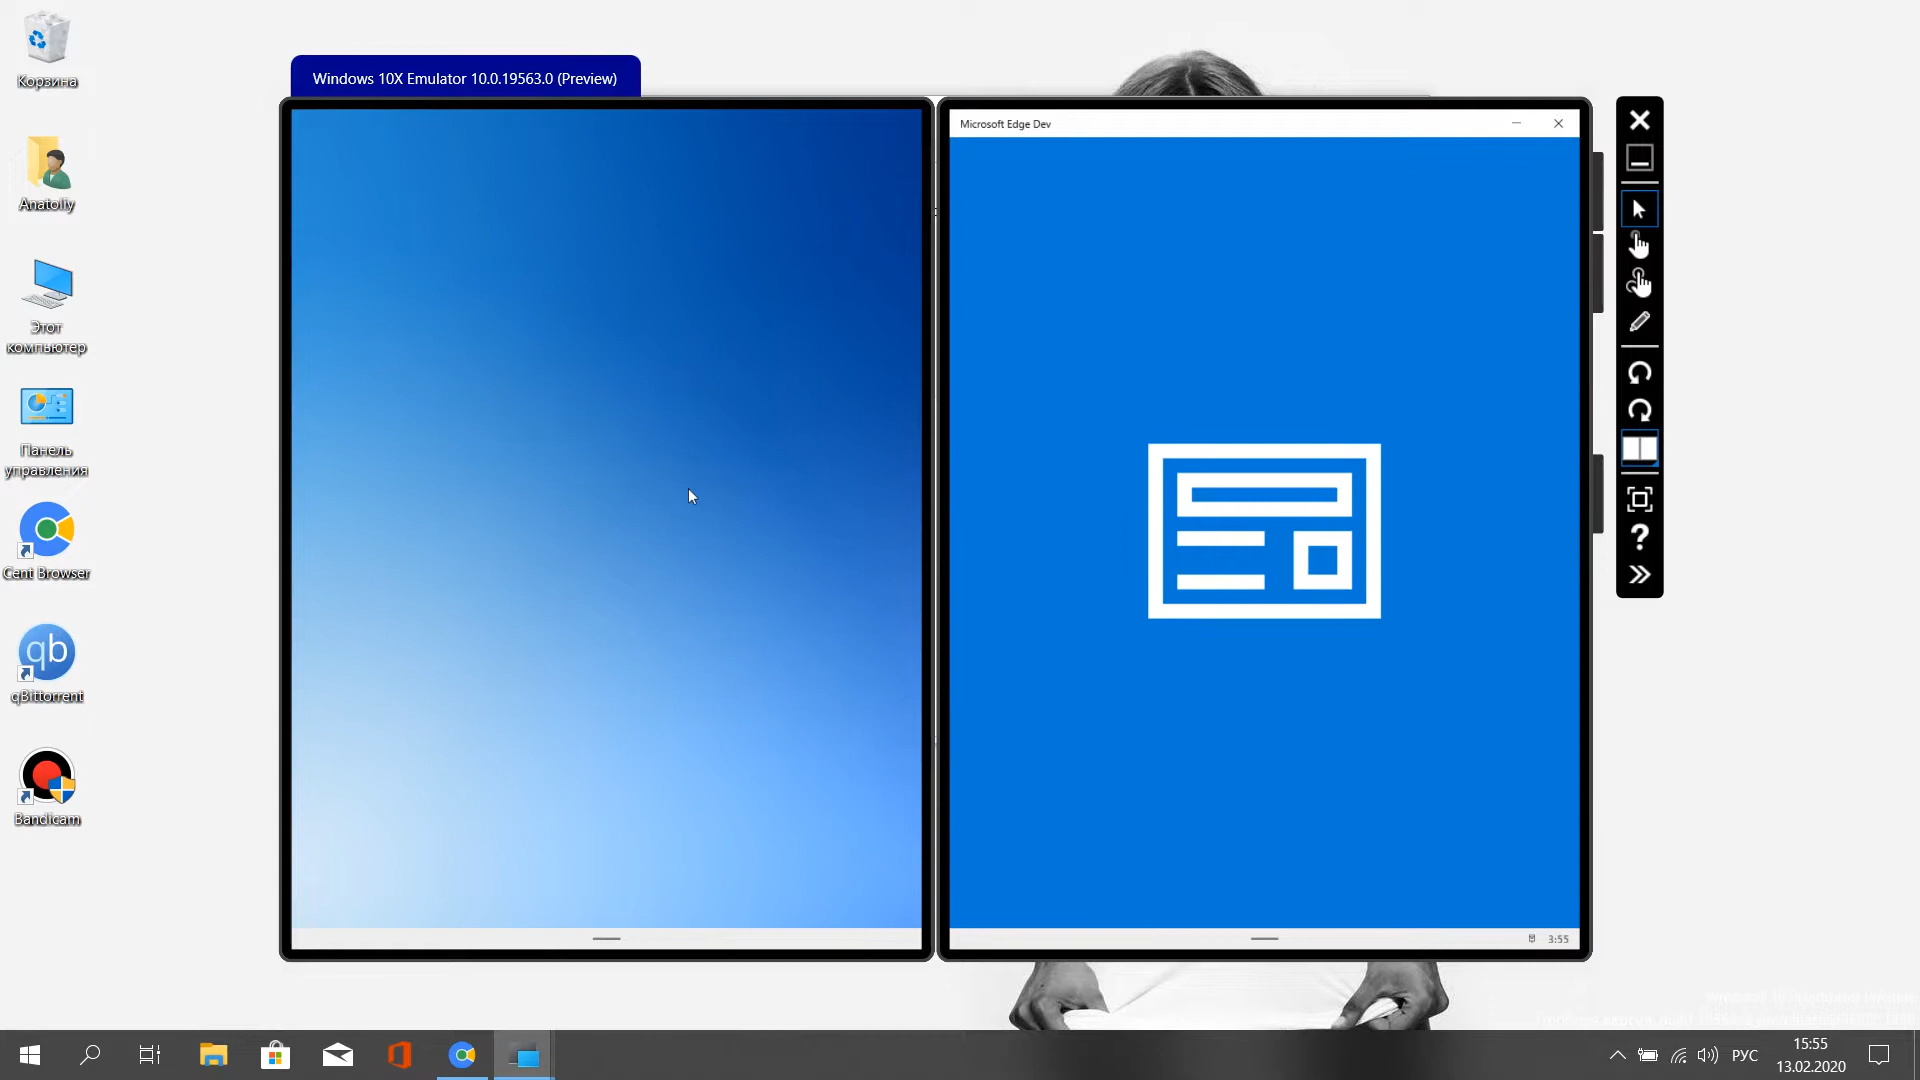 Корзина
Anatoliy
Этот
компьютер
Панель
управления
Cent Browser
qb
qBittorrent
Bandicam
Windows 10X Emulator 10.0.19563.0 (Preview)
Microsoft Edge Dev
3:55
?
РУС
15:55
13.02.2020